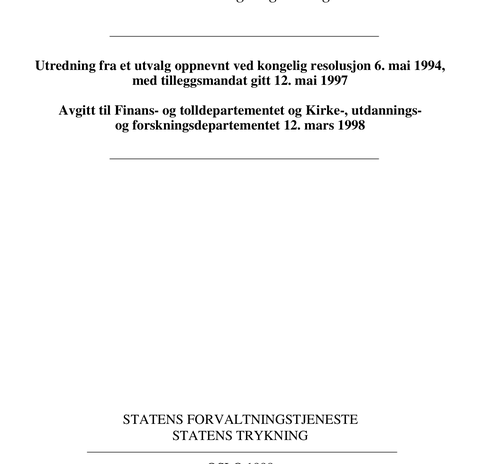 Utredning fra et utvalg oppnevnt ved kongelig resolusjon 6. mai 1994,
med tilleggsmandat gitt 12. mai 1997
Avgitt til Finans- og tolldepartementet og Kirke-, utdannings-
og forskningsdepartementet 12. mars 1998
STATENS FORVALTNINGSTJENESTE
STATENS TRYKNING